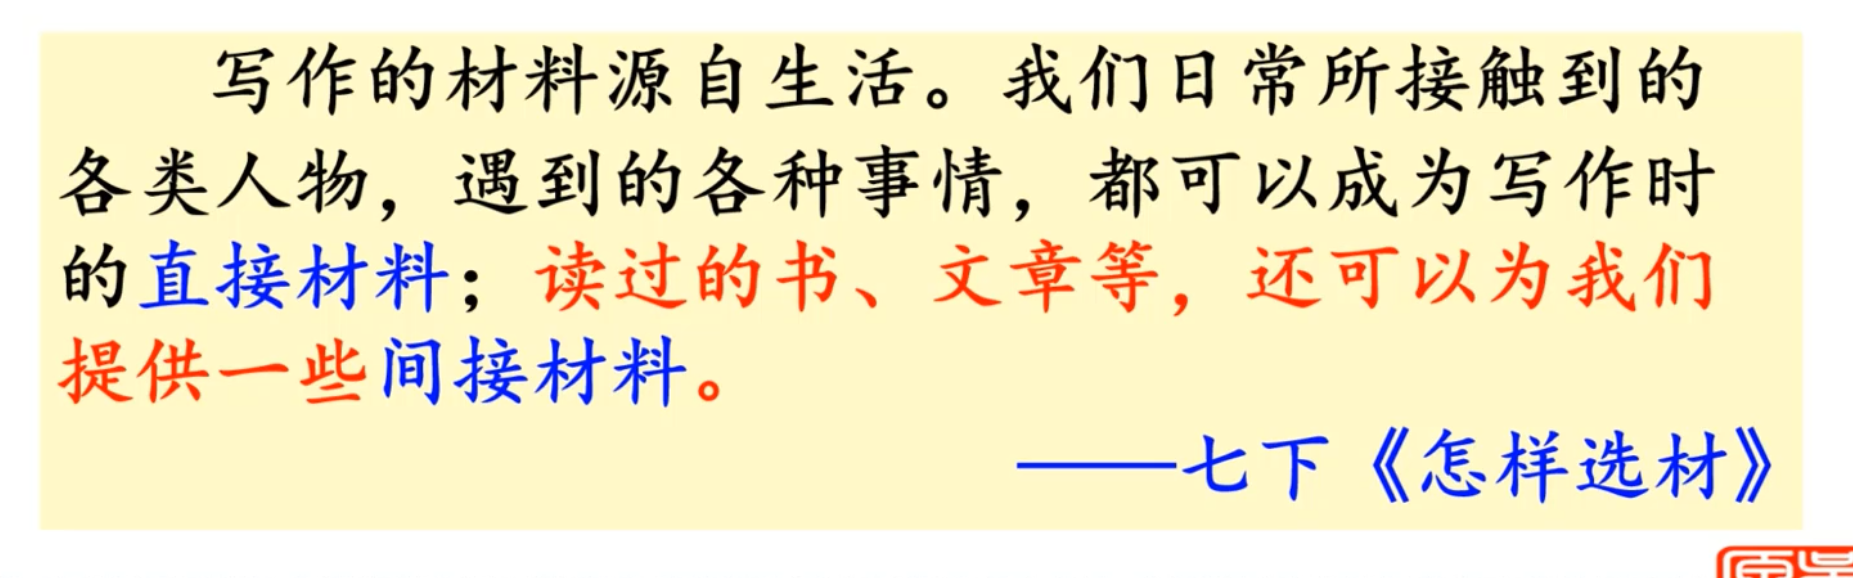 写作的材料源自生活。我们日常所接触到的
各类人物，遇到的各种事情，都可以成为写作时
的直接材料；读过的书、文章等，还可以为我们
提供一些间接材料。
——七下《怎样选材》